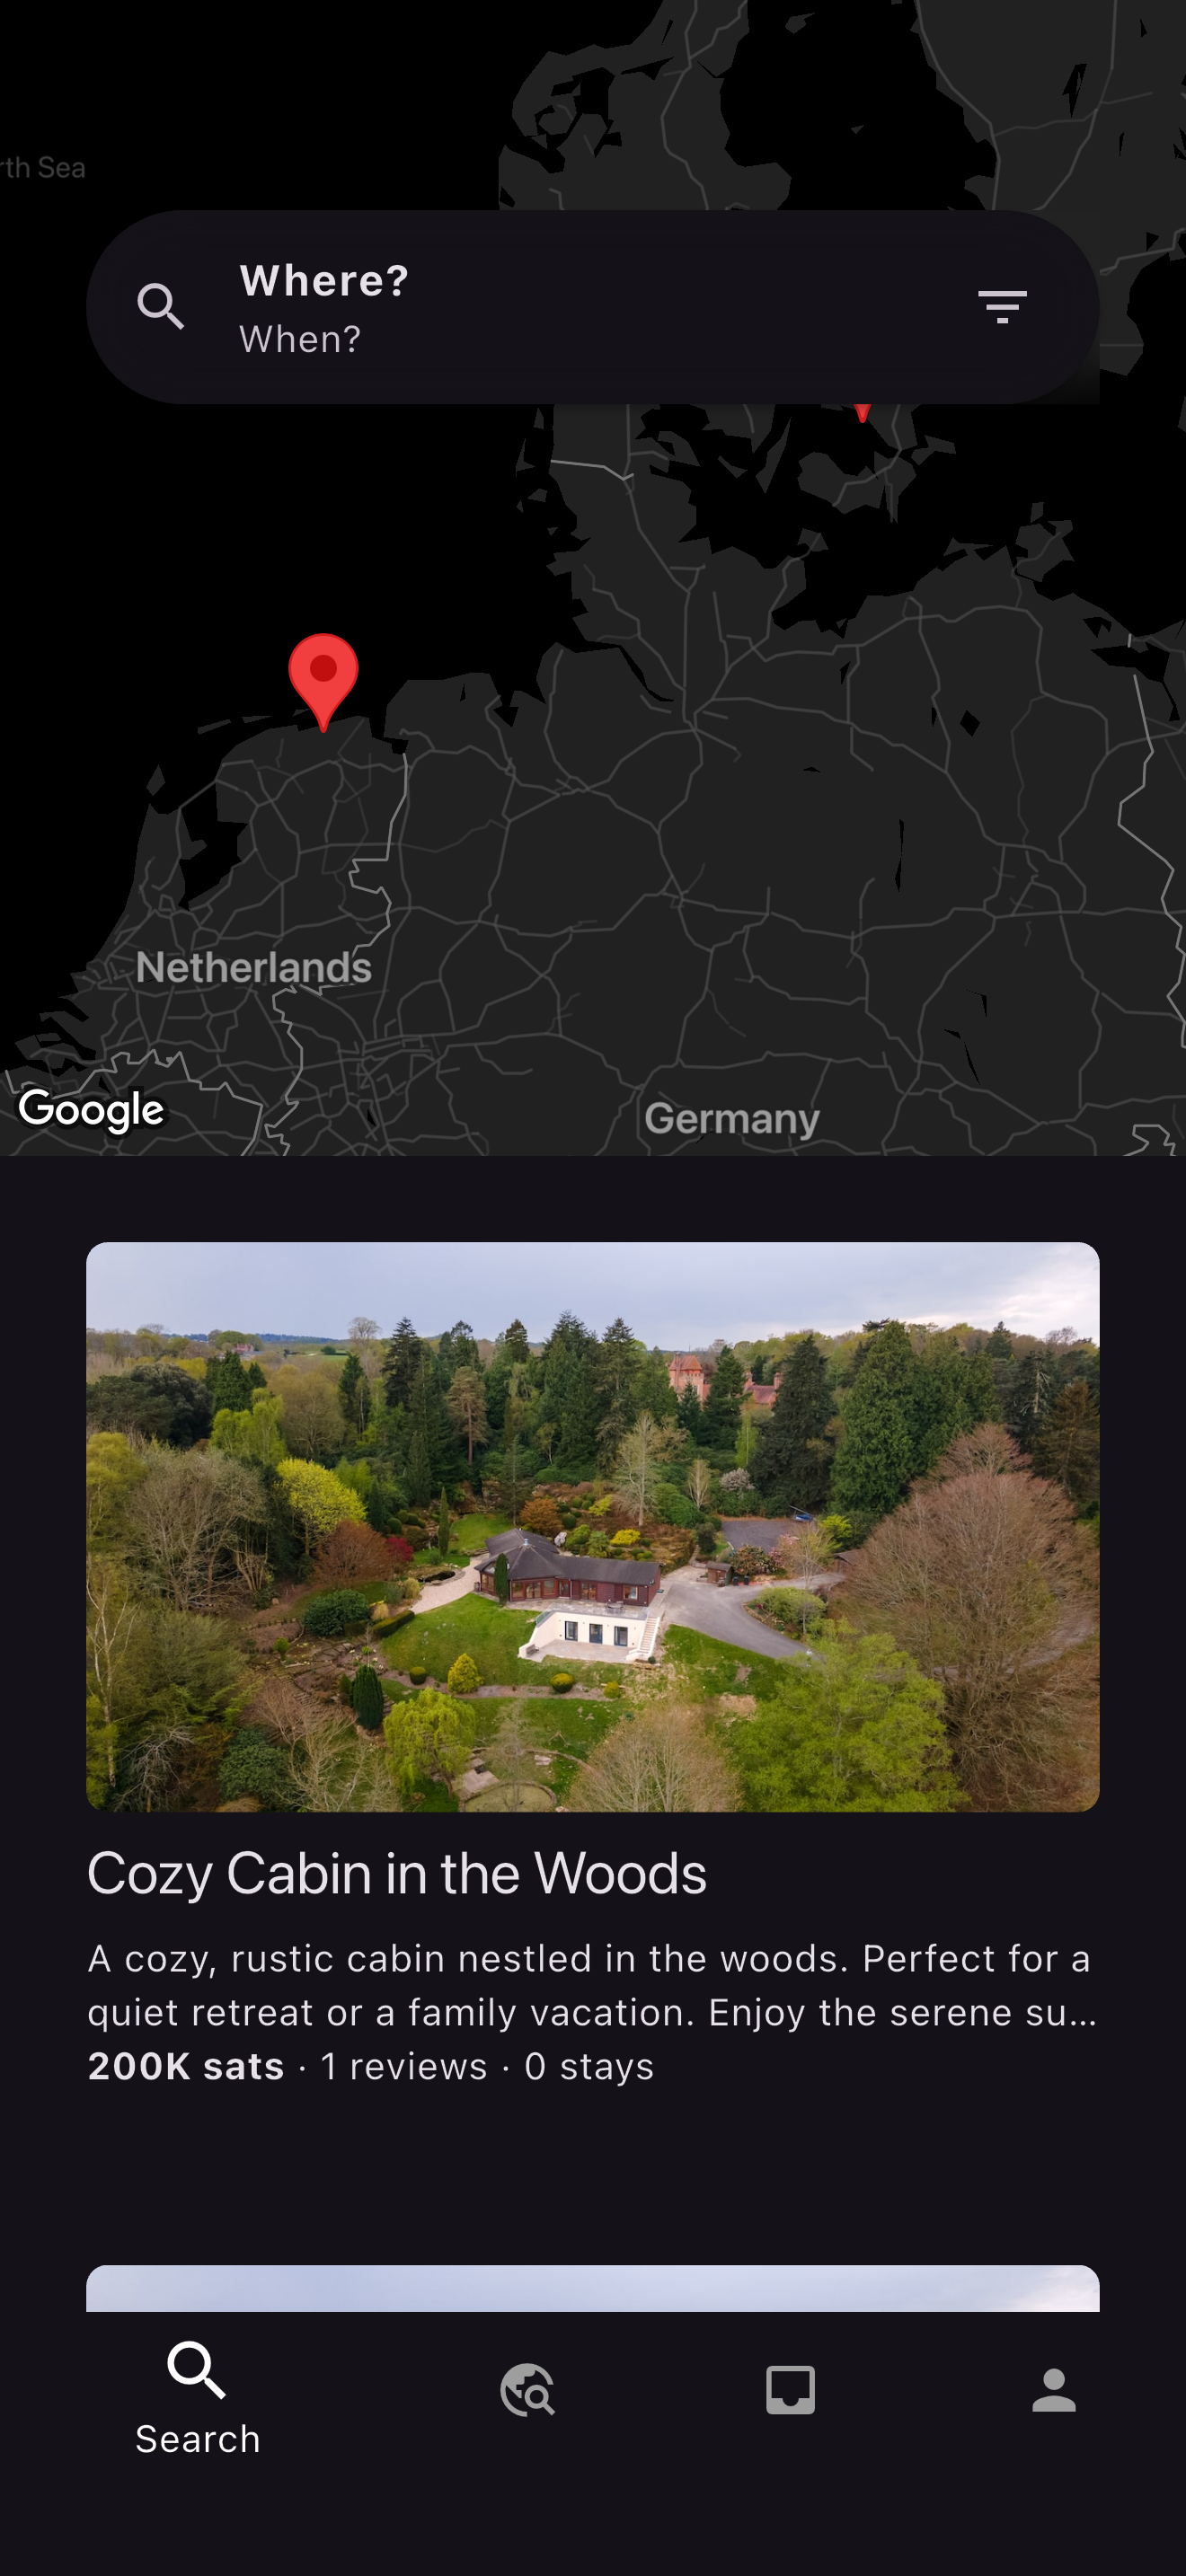 rth Sea
Where?
When?
Netherlands
Google
Germany
Cozy Cabin in the Woods
A cozy, rustic cabin nestled in the woods. Perfect for a
quiet retreat or a family vacation. Enjoy the serene su...
200K sats · 1 reviews · 0 stays
Search